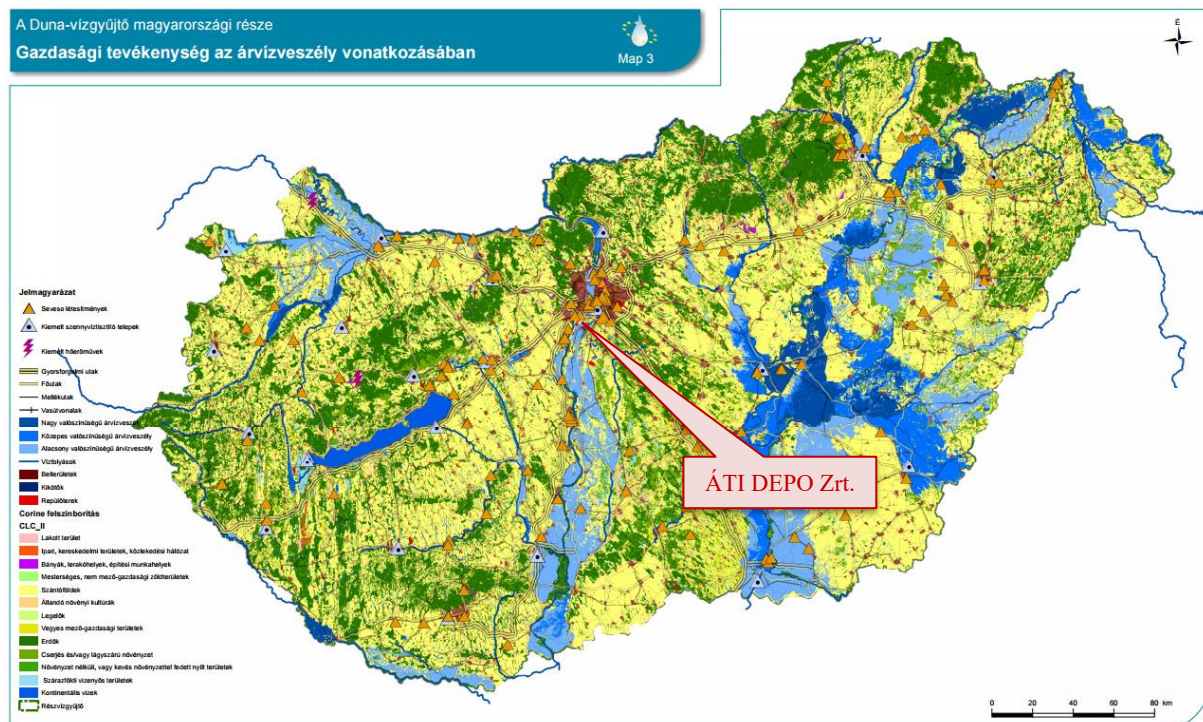 A Duna-vízgyűjtő magyarországi része
Gazdasági tevékenység az árvízveszély vonatkozásában
Map 3
É
Jelmagyarázat
Seveso létesítmények
Kiemelt szennyvíztisztító telepek
Kiemelt hőerőművek
Gyorsforgalmi utak
Főutak
Mellékutak
Vasútvonalak
Nagy valószínűségű árvízveszély
Közepes valószínűségű árvízveszély
Alacsony valószínűségű árvízveszély
Vízfolyások
Belterületek
Kikötők
Repülőterek
Corine felszínborítás
CLC_II
Lakott terület
Ipari, kereskedelmi területek, közlekedési hálózat
Bányák, lerakóhelyek, építési munkahelyek
Mesterséges, nem mező-gazdasági zöldterületek
Szántóföldek
Állandó növényi kultúrák
Legelők
Vegyes mező-gazdasági területek
Erdők
Cserjés és/vagy lágyszárú növényzet
Növényzet nélküli, vagy kevés növényzettel fedett nyílt területek
Szárazföldi vizenyős területek
Kontinentális vizek
Részvízgyűjtő
ÁTI DEPO Zrt.
0 20 40 60 80 km